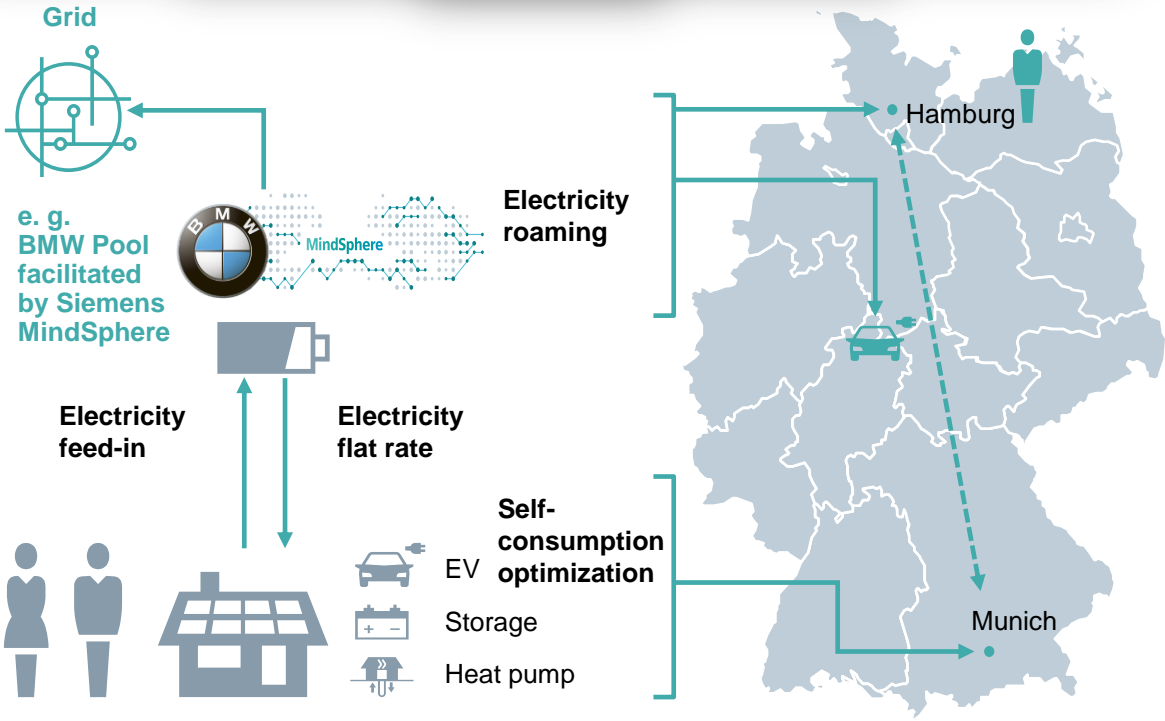 Grid
e. g.
BMW Pool
facilitated
by Siemens
MindSphere
BMW
MindSphere
Electricity
feed-in
Electricity
flat rate
EV
Storage
Heat pump
Electricity
roaming
Self-
consumption
optimization
Hamburg
Munich